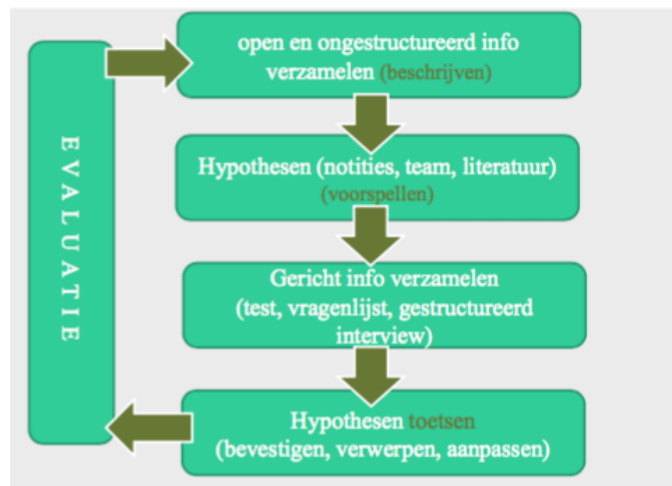 EVALUATIE
open en ongestructureerd info
verzamelen (beschrijven)
Hypothesen (notities, team, literatuur)
(voorspellen)
Gericht info verzamelen
(test, vragenlijst, gestructureerd
interview)
Hypothesen toetsen
(bevestigen, verwerpen, aanpassen)